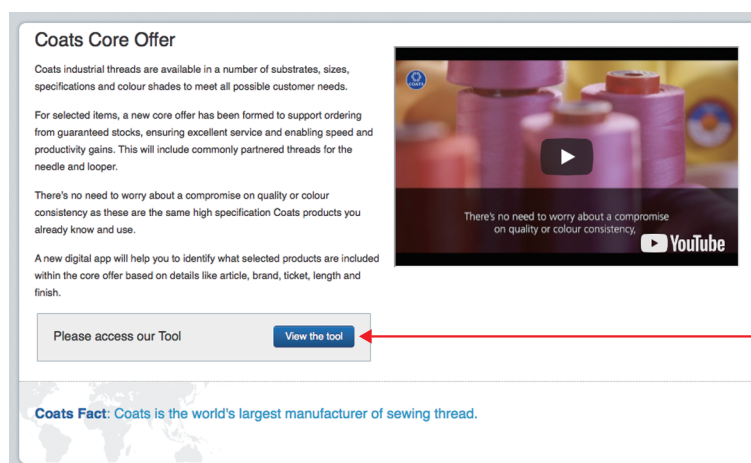 Coats Core Offer
Coats industrial threads are available in a number of substrates, sizes,
specifications and colour shades to meet all possible customer needs.
For selected items, a new core offer has been formed to support ordering
from guaranteed stocks, ensuring excellent service and enabling speed and
productivity gains. This will include commonly partnered threads for the
needle and looper.
There's no need to worry about a compromise on quality or colour
consistency as these are the same high specification Coats products you
already know and use.
A new digital app will help you to identify what selected products are included
within the core offer based on details like article, brand, ticket, length and
finish.
COATS
There's no need to worry about a compromise
on quality or colour consistency,
YouTube
Please access our Tool
View the tool
Coats Fact: Coats is the world's largest manufacturer of sewing thread.